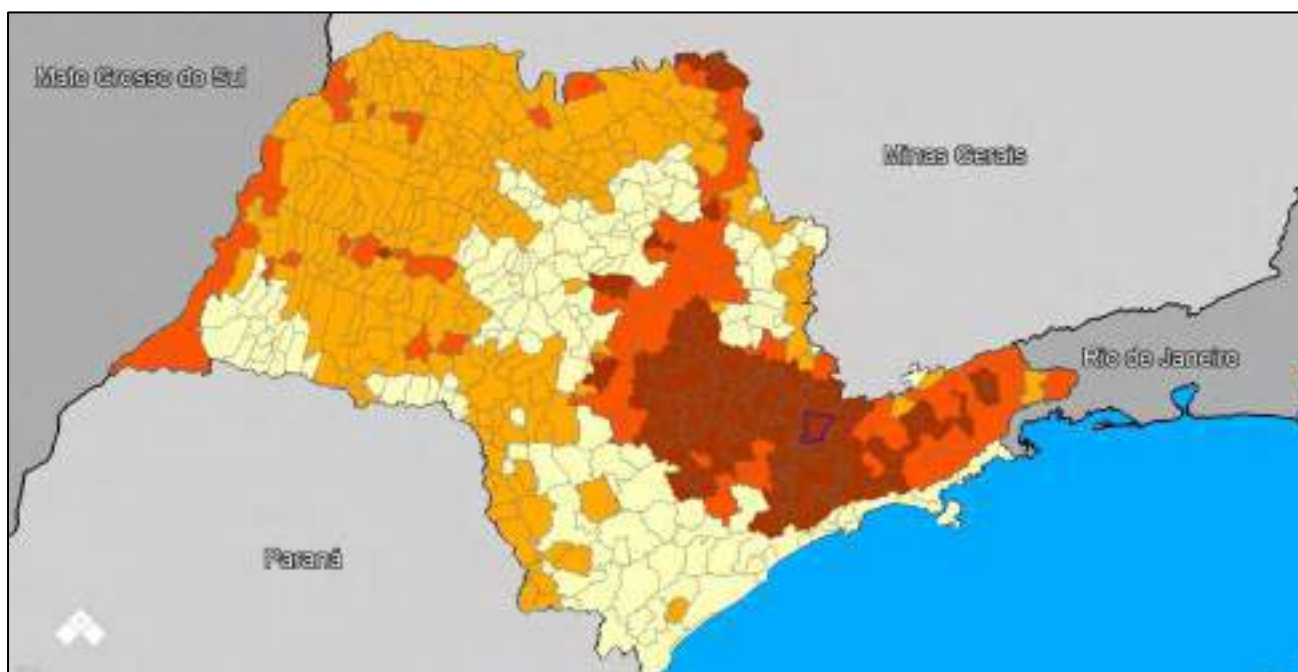 Mato Grosso do Sul
Minas Gerais
Rio de Janeiro
Paraná